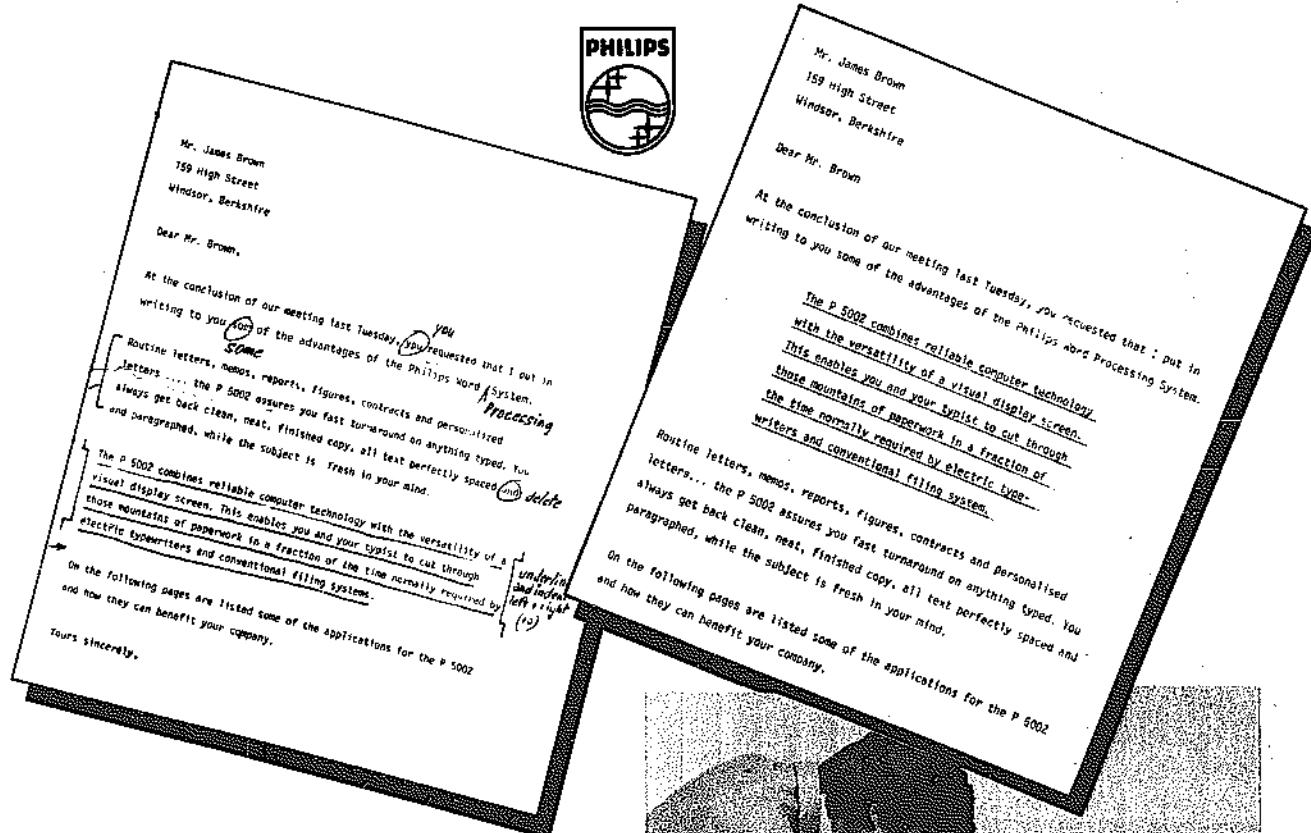 PHILIPS
Mr. James Brown
159 High Street
Windsor, Berkshire
Dear Mr. Brown,
At the conclusion of our meeting last Tuesday, ypu requested that I put in
you
writing to you som of the advantages of the Philips Word System.
some
Processing
Routine letters, memos, reports, figures, contracts and personalized
letters .... the P 5002 assures you fast turnaround on anything typed. You
always get back clean, neat, finished copy, all text perfectly spaced and
delete
and paragraphed, while the subject is fresh in your mind.
The P 5002 combines reliable computer technology with the versatility of a
visual display screen. This enables you and your typist to cut through
those mountains of paperwork in a fraction of the time normally required by
electric typewriters and conventional filing systems.
underline
and indent
left + right
(10)
On the following pages are listed some of the applications for the P 5002
and how they can benefit your company.
Yours sincerely,
Mr. James Brown
159 High Street
Windsor, Berkshire
Dear Mr. Brown
At the conclusion of our meeting last Tuesday, you requested that I put in
writing to you some of the advantages of the Philips Word Processing System.
The P 5002 combines reliable computer technology
with the versatility of a visual display screen.
This enables you and your typist to cut through
those mountains of paperwork in a fraction of
the time normally required by electric type-
writers and conventional filing system.
Routine letters, memos, reports, figures, contracts and personalised
letters... the P 5002 assures you fast turnaround on anything typed. You
always get back clean, neat, finished copy, all text perfectly spaced and
paragraphed, while the subject is fresh in your mind.
On the following pages are listed some of the applications for the P 5002
and how they can benefit your company.